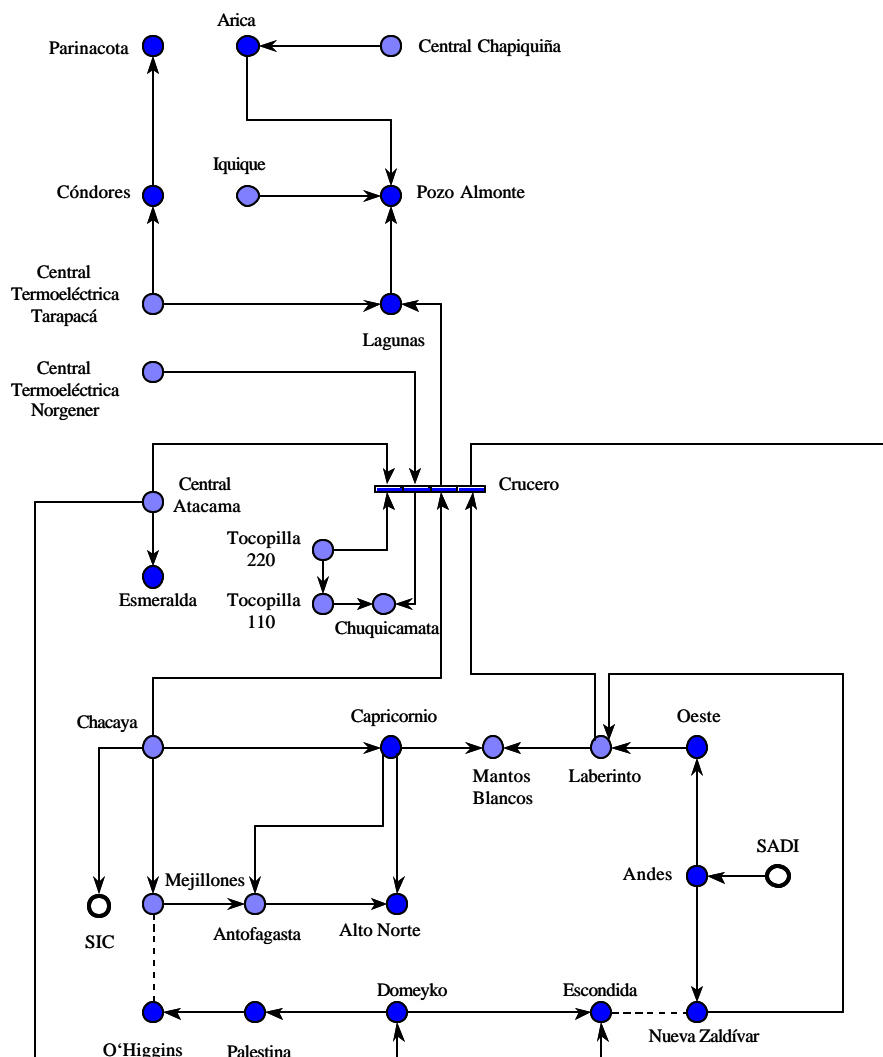 Arica
Parinacota
Central Chapiquiña
Iquique
Cóndores
Pozo Almonte
Central
Termoeléctrica
Tarapacá
Lagunas
Central
Termoeléctrica
Norgener
Central
Atacama
Crucero
Tocopilla
220
Esmeralda
Tocopilla
110
Chuquicamata
Chacaya
Capricornio
Oeste
Mantos
Blancos
Laberinto
SADI
Mejillones
Andes
SIC
Antofagasta
Alto Norte
Domeyko
Escondida
Nueva Zaldívar
O‘Higgins
Palestina